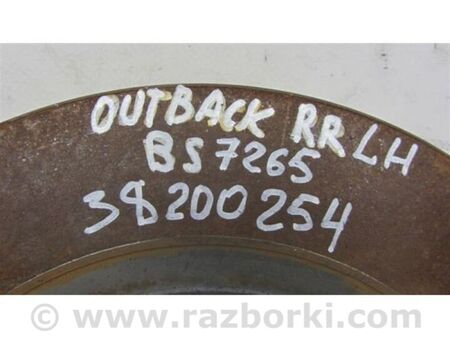 OUTBACK RR LH
BS7265
38200254
© www.razborki.com